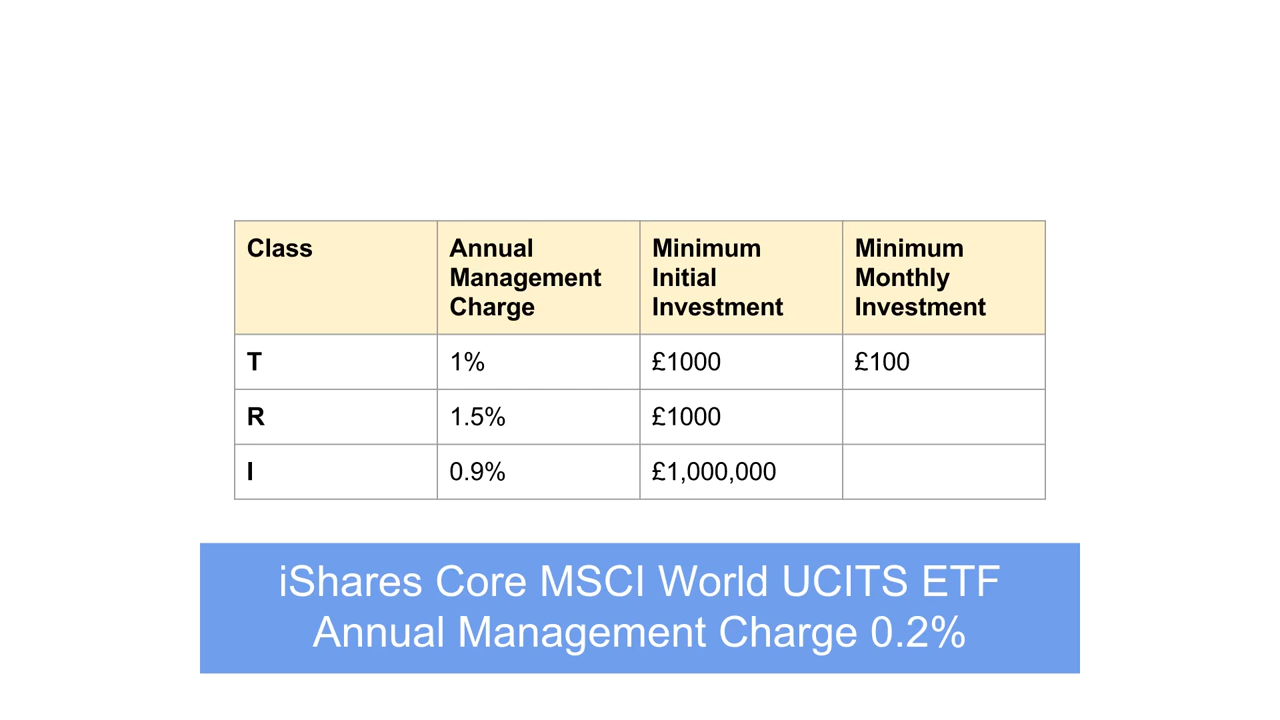 Class
Annual
Management
Charge
Minimum
Initial
Investment
Minimum
Monthly
Investment
T
1%
£1000
£100
R
1.5%
£1000
I
0.9%
£1,000,000
iShares Core MSCI World UCITS ETF
Annual Management Charge 0.2%